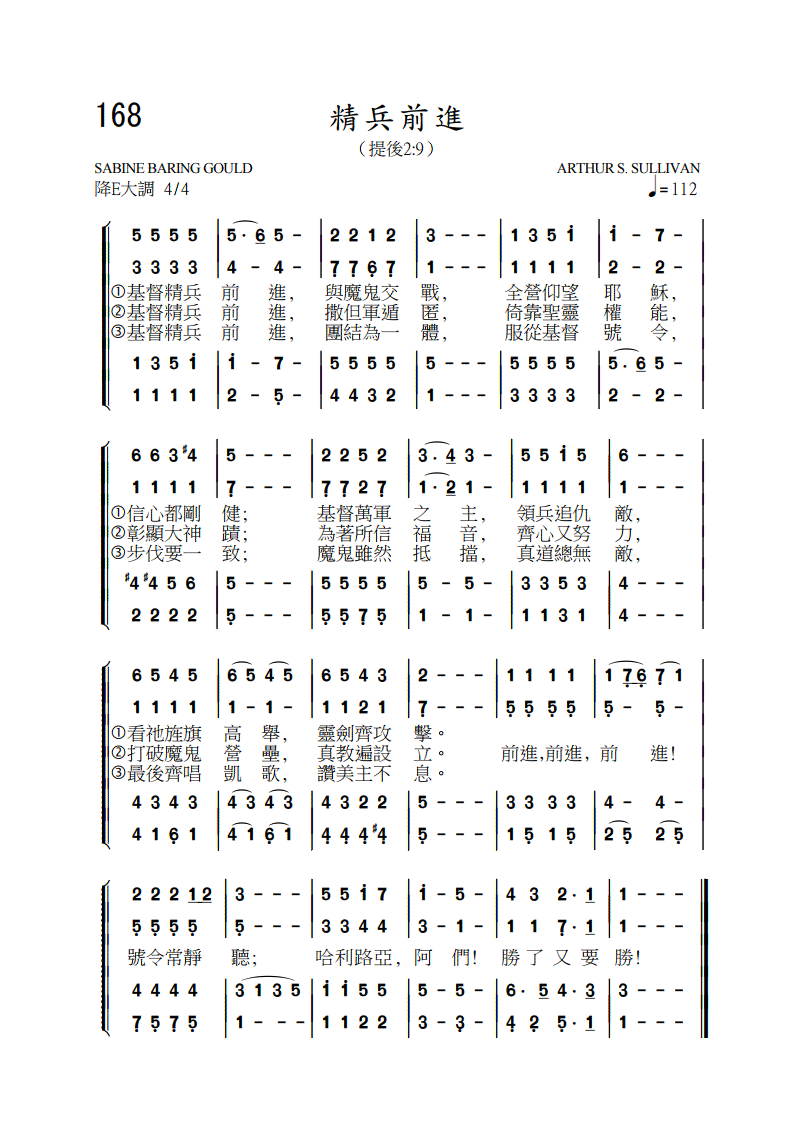 168
精兵前進
（提後2:9）
SABINE BARING GOULD ARTHUR S. SULLIVAN
降E大調 4/4 ♩=112
5 5 5 5 | 5· 6 5 - | 2 2 1 2 | 3 - - - | 1 3 5 i | i - 7 -
3 3 3 3 | 4 - 4 - | 7 7 6 7 | 1 - - - | 1 1 1 1 | 2 - 2 -
①基督精兵 前 進， 與魔鬼交 戰， 全營仰望 耶 穌，
②基督精兵 前 進， 撒但軍遁 匿， 倚靠聖靈 權 能，
③基督精兵 前 進， 團結為一 體， 服從基督 號 令，
1 3 5 i | i - 7 - | 5 5 5 5 | 5 - - - | 5 5 5 5 | 5· 6 5 -
1 1 1 1 | 2 - 5 - | 4 4 3 2 | 1 - - - | 3 3 3 3 | 2 - 2 -
6 6 3 ♯4 | 5 - - - | 2 2 5 2 | 3· 4 3 - | 5 5 i 5 | 6 - - -
1 1 1 1 | 7 - - - | 7 7 2 7 | 1· 2 1 - | 1 1 1 1 | 1 - - -
①信心都剛 健； 基督萬軍 之 主， 領兵追仇 敵，
②彰顯大神 蹟； 為著所信 福 音， 齊心又努 力，
③步伐要一 致； 魔鬼雖然 抵 擋， 真道總無 敵，
♯4 ♯4 5 6 | 5 - - - | 5 5 5 5 | 5 - 5 - | 3 3 5 3 | 4 - - -
2 2 2 2 | 5 - - - | 5 5 7 5 | 1 - 1 - | 1 1 3 1 | 4 - - -
6 5 4 5 | 6 5 4 5 | 6 5 4 3 | 2 - - - | 1 1 1 1 | 1 7 6 7 1
1 1 1 1 | 1 - 1 - | 1 1 2 1 | 7 - - - | 5 5 5 5 | 5 - 5 -
①看祂旌旗 高 舉， 靈劍齊攻 擊。
②打破魔鬼 營 壘， 真教遍設 立。 前進,前進, 前 進!
③最後齊唱 凱 歌， 讚美主不 息。
4 3 4 3 | 4 3 4 3 | 4 3 2 2 | 5 - - - | 3 3 3 3 | 4 - 4 -
4 1 6 1 | 4 1 6 1 | 4 4 4 ♯4 | 5 - - - | 1 5 1 5 | 2 5 2 5
2 2 2 1 2 | 3 - - - | 5 5 i 7 | i - 5 - | 4 3 2· 1 | 1 - - -
5 5 5 5 | 5 - - - | 3 3 4 4 | 3 - 1 - | 1 1 7· 1 | 1 - - -
號令常靜 聽； 哈利路亞, 阿 們! 勝 了 又 要 勝!
4 4 4 4 | 3 1 3 5 | i i 5 5 | 5 - 5 - | 6· 5 4· 3 | 3 - - -
7 5 7 5 | 1 - - - | 1 1 2 2 | 3 - 3 - | 4 2 5· 1 | 1 - - -